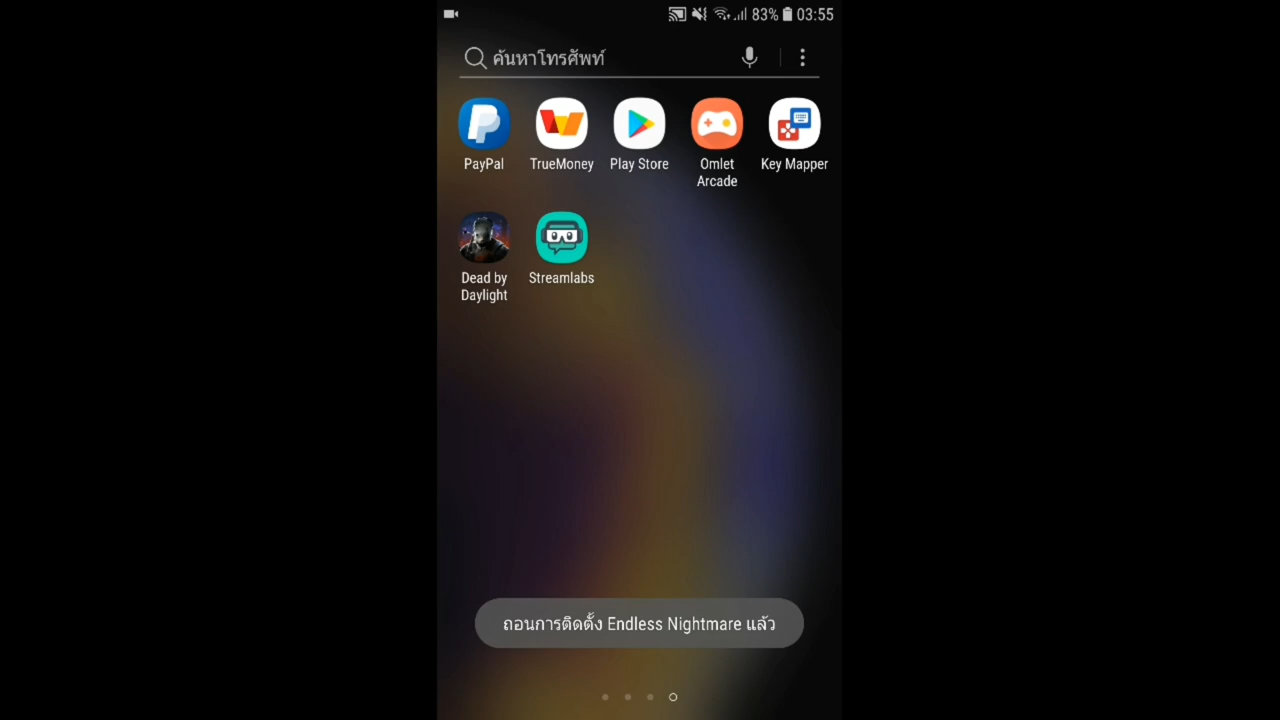 83% 03:55
ค้นหาโทรศัพท์
PayPal
TrueMoney
Play Store
Omlet
Arcade
Key Mapper
Dead by
Daylight
Streamlabs
ถอนการติดตั้ง Endless Nightmare แล้ว